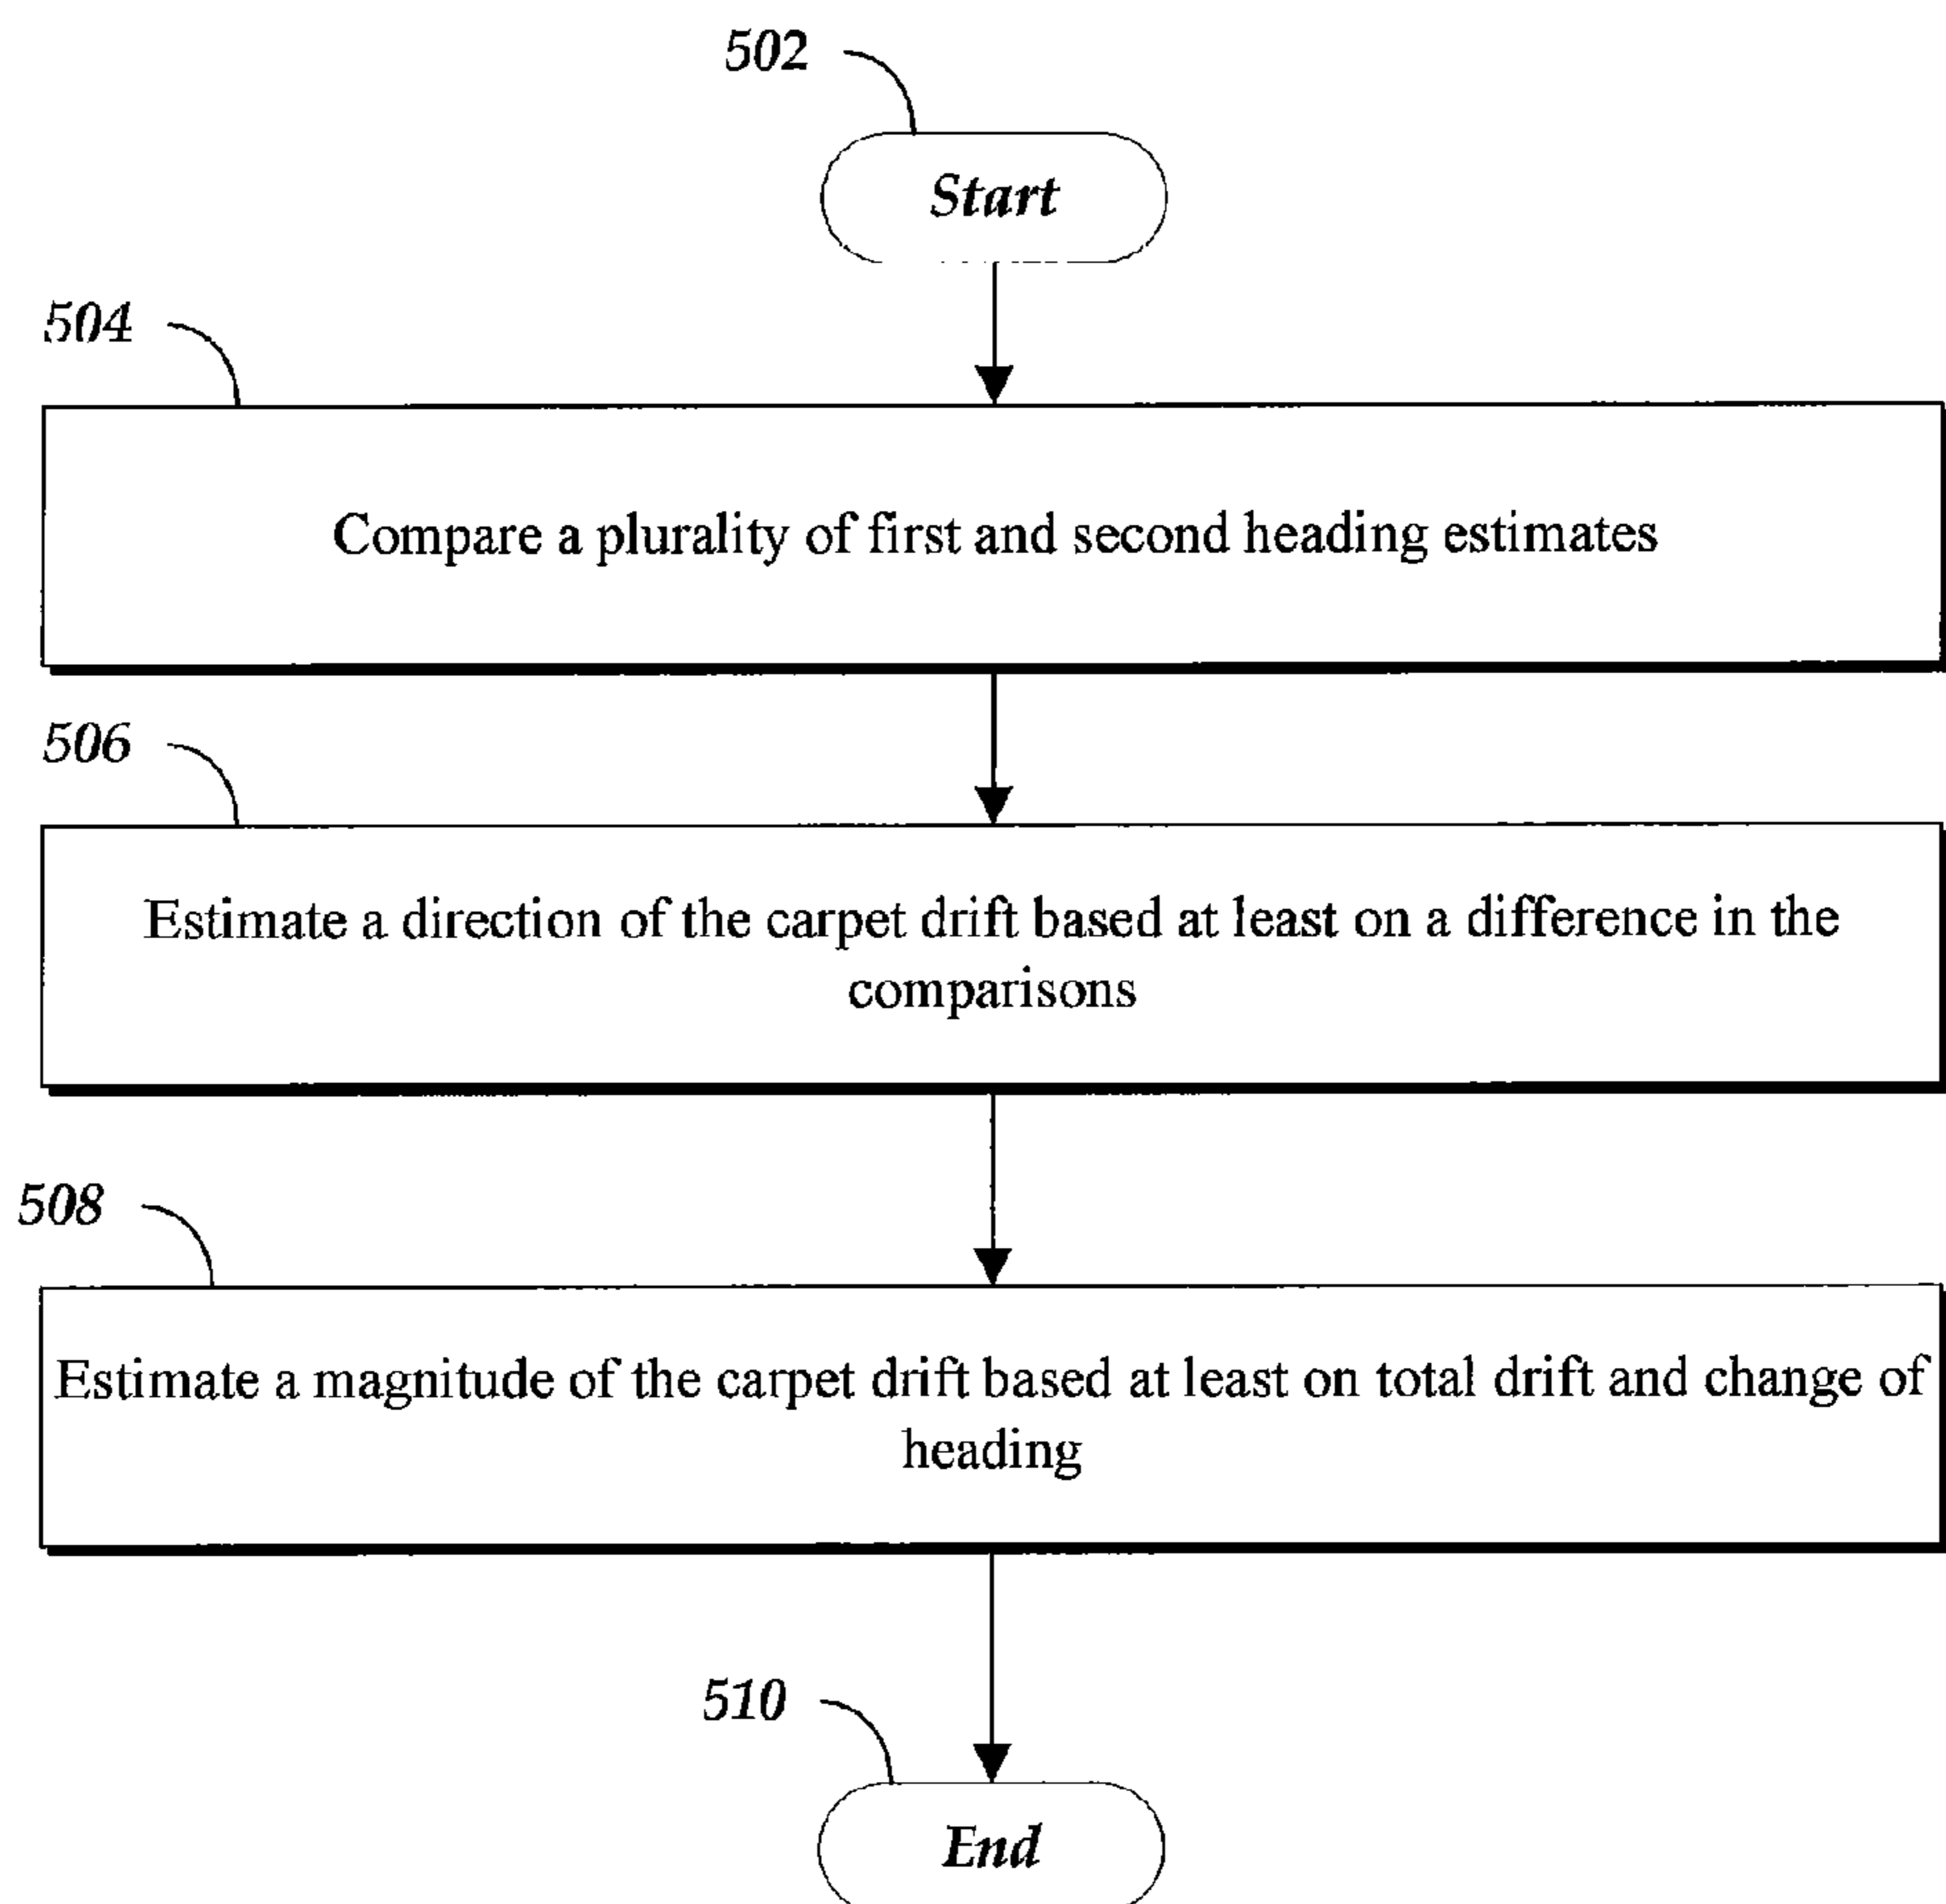 502
Start
504
Compare a plurality of first and second heading estimates
506
Estimate a direction of the carpet drift based at least on a difference in the
comparisons
508
Estimate a magnitude of the carpet drift based at least on total drift and change of
heading
510
End